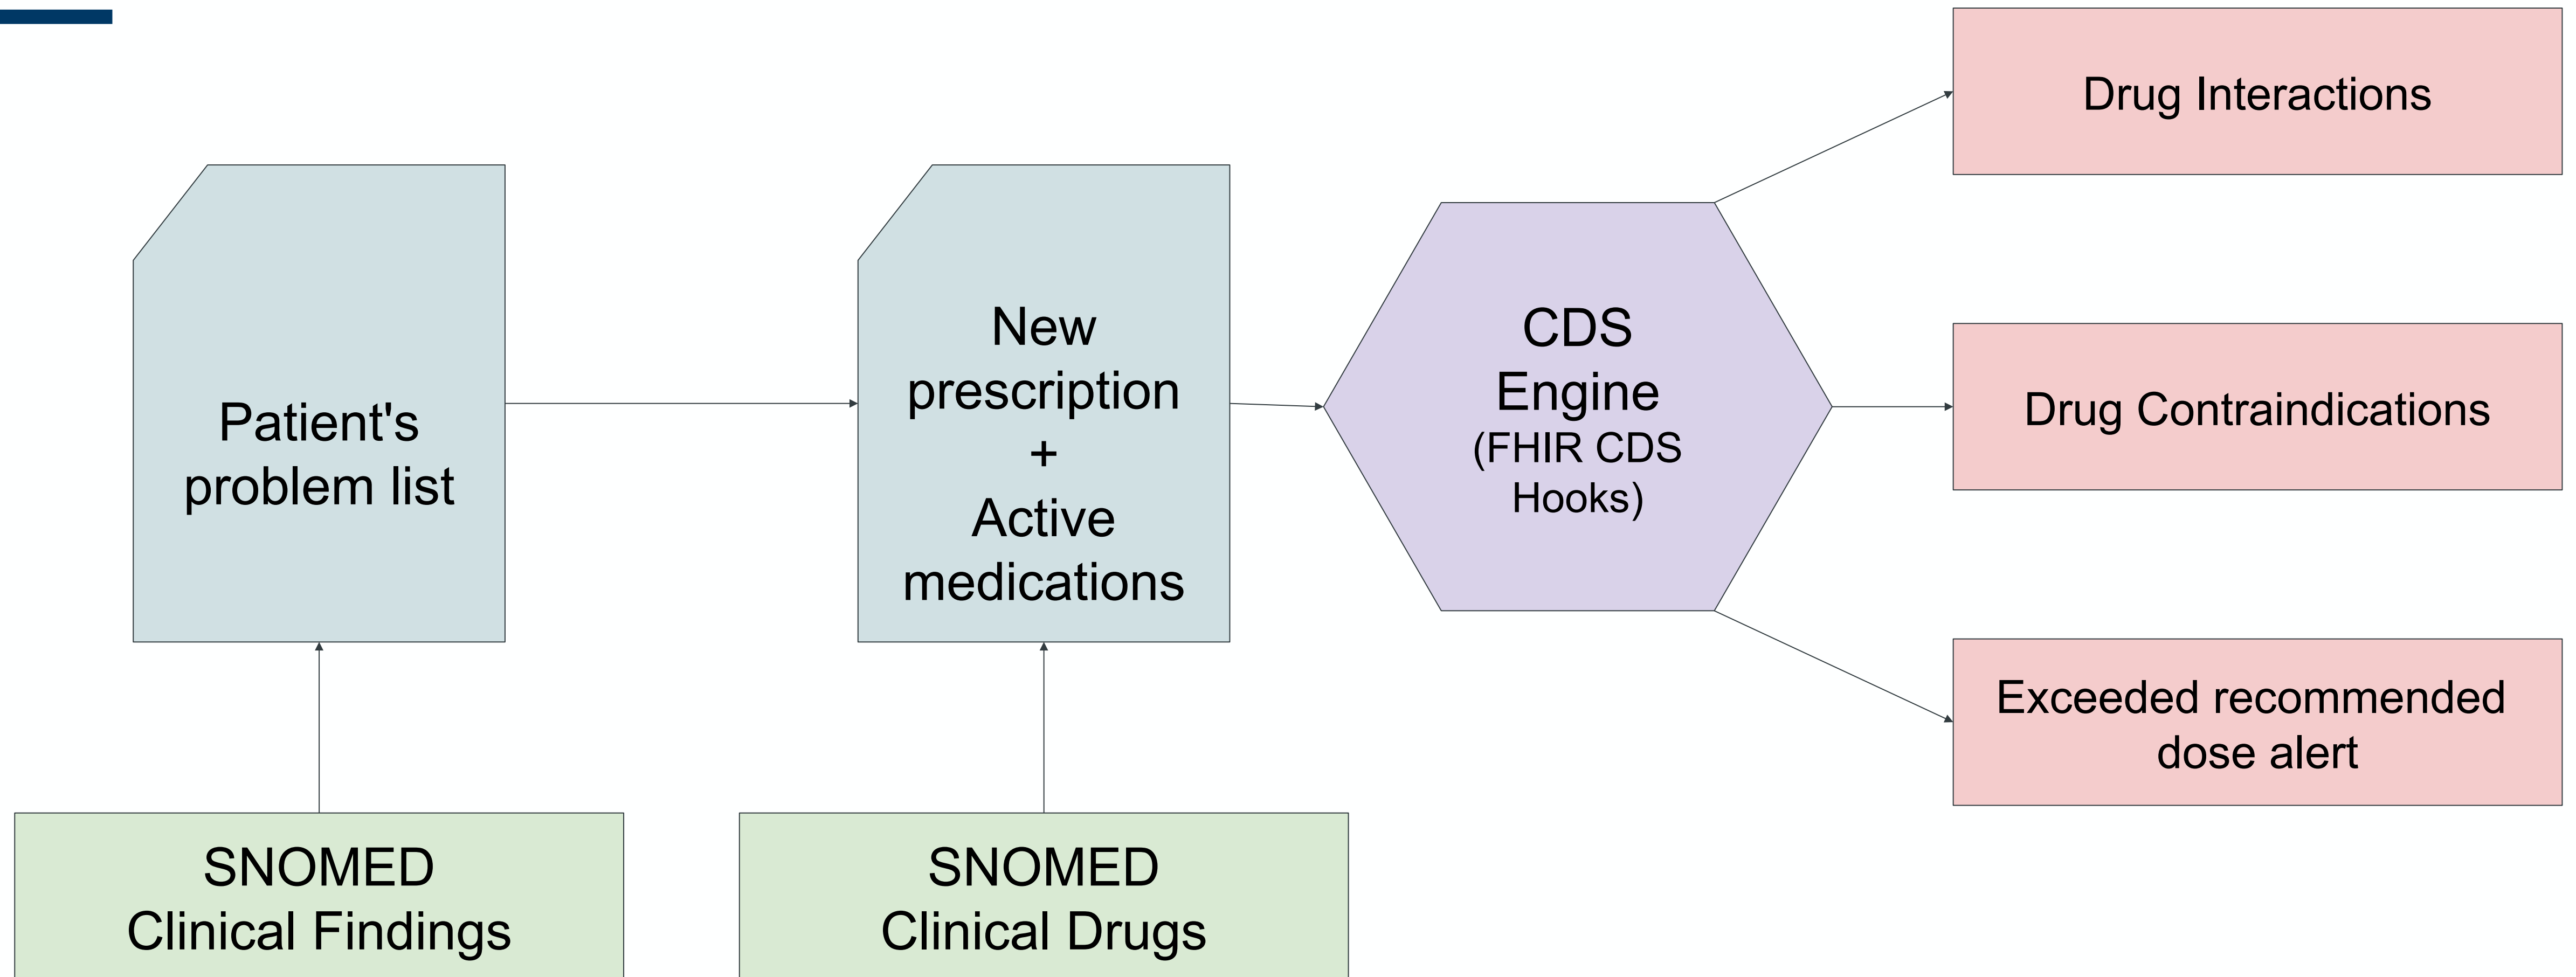 Patient's
problem list
New
prescription
+
Active
medications
CDS
Engine
(FHIR CDS
Hooks)
Drug Interactions
Drug Contraindications
Exceeded recommended
dose alert
SNOMED
Clinical Findings
SNOMED
Clinical Drugs